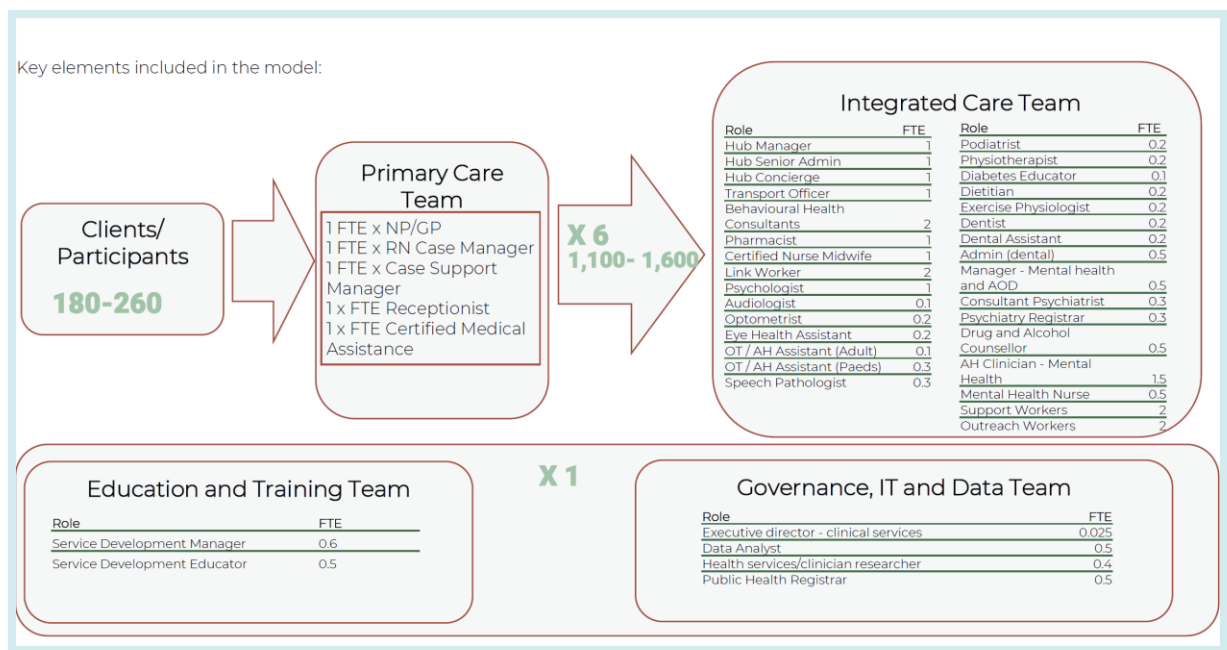 Key elements included in the model:
Clients/
Participants
180-260
Primary Care
Team
1 FTE x NP/GP
1 FTE x RN Case Manager
1 FTE x Case Support
Manager
1 x FTE Receptionist
1 x FTE Certified Medical
Assistance
X 6
1,100- 1,600
Integrated Care Team
Role FTE
Hub Manager 1
Hub Senior Admin 1
Hub Concierge 1
Transport Officer 1
Behavioural Health
Consultants 2
Pharmacist 1
Certified Nurse Midwife 1
Link Worker 2
Psychologist 1
Audiologist 0.1
Optometrist 0.2
Eye Health Assistant 0.2
OT / AH Assistant (Adult) 0.1
OT / AH Assistant (Paeds) 0.3
Speech Pathologist 0.3
Role FTE
Podiatrist 0.2
Physiotherapist 0.2
Diabetes Educator 0.1
Dietitian 0.2
Exercise Physiologist 0.2
Dentist 0.2
Dental Assistant 0.2
Admin (dental) 0.5
Manager - Mental health
and AOD 0.5
Consultant Psychiatrist 0.3
Psychiatry Registrar 0.3
Drug and Alcohol
Counsellor 0.5
AH Clinician - Mental
Health 1.5
Mental Health Nurse 0.5
Support Workers 2
Outreach Workers 2
Education and Training Team
Role FTE
Service Development Manager 0.6
Service Development Educator 0.5
X 1
Governance, IT and Data Team
Role FTE
Executive director - clinical services 0.025
Data Analyst 0.5
Health services/clinician researcher 0.4
Public Health Registrar 0.5